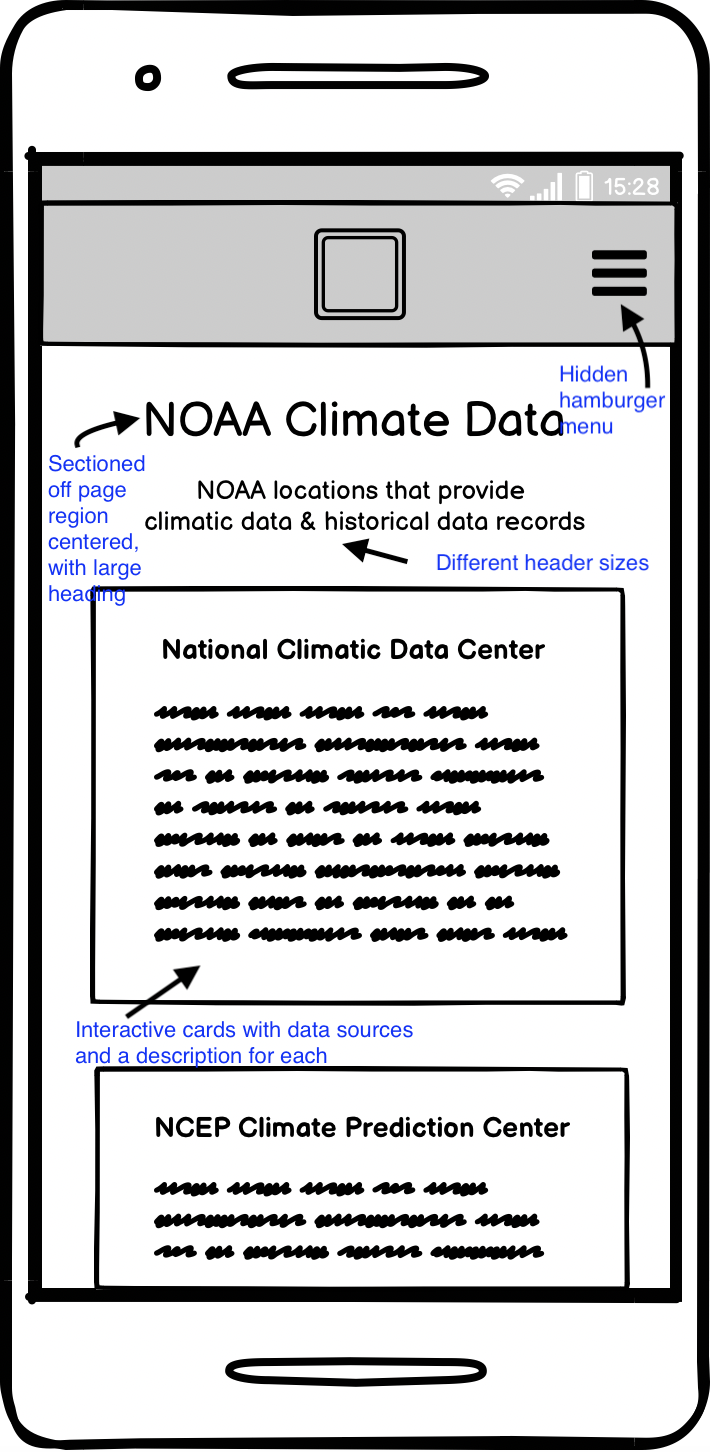 15:28
Hidden
hamburger
menu
NOAA Climate Data
Sectioned
off page
region
centered,
with large
heading
NOAA locations that provide
climatic data & historical data records
Different header sizes
National Climatic Data Center
Interactive cards with data sources
and a description for each
NCEP Climate Prediction Center